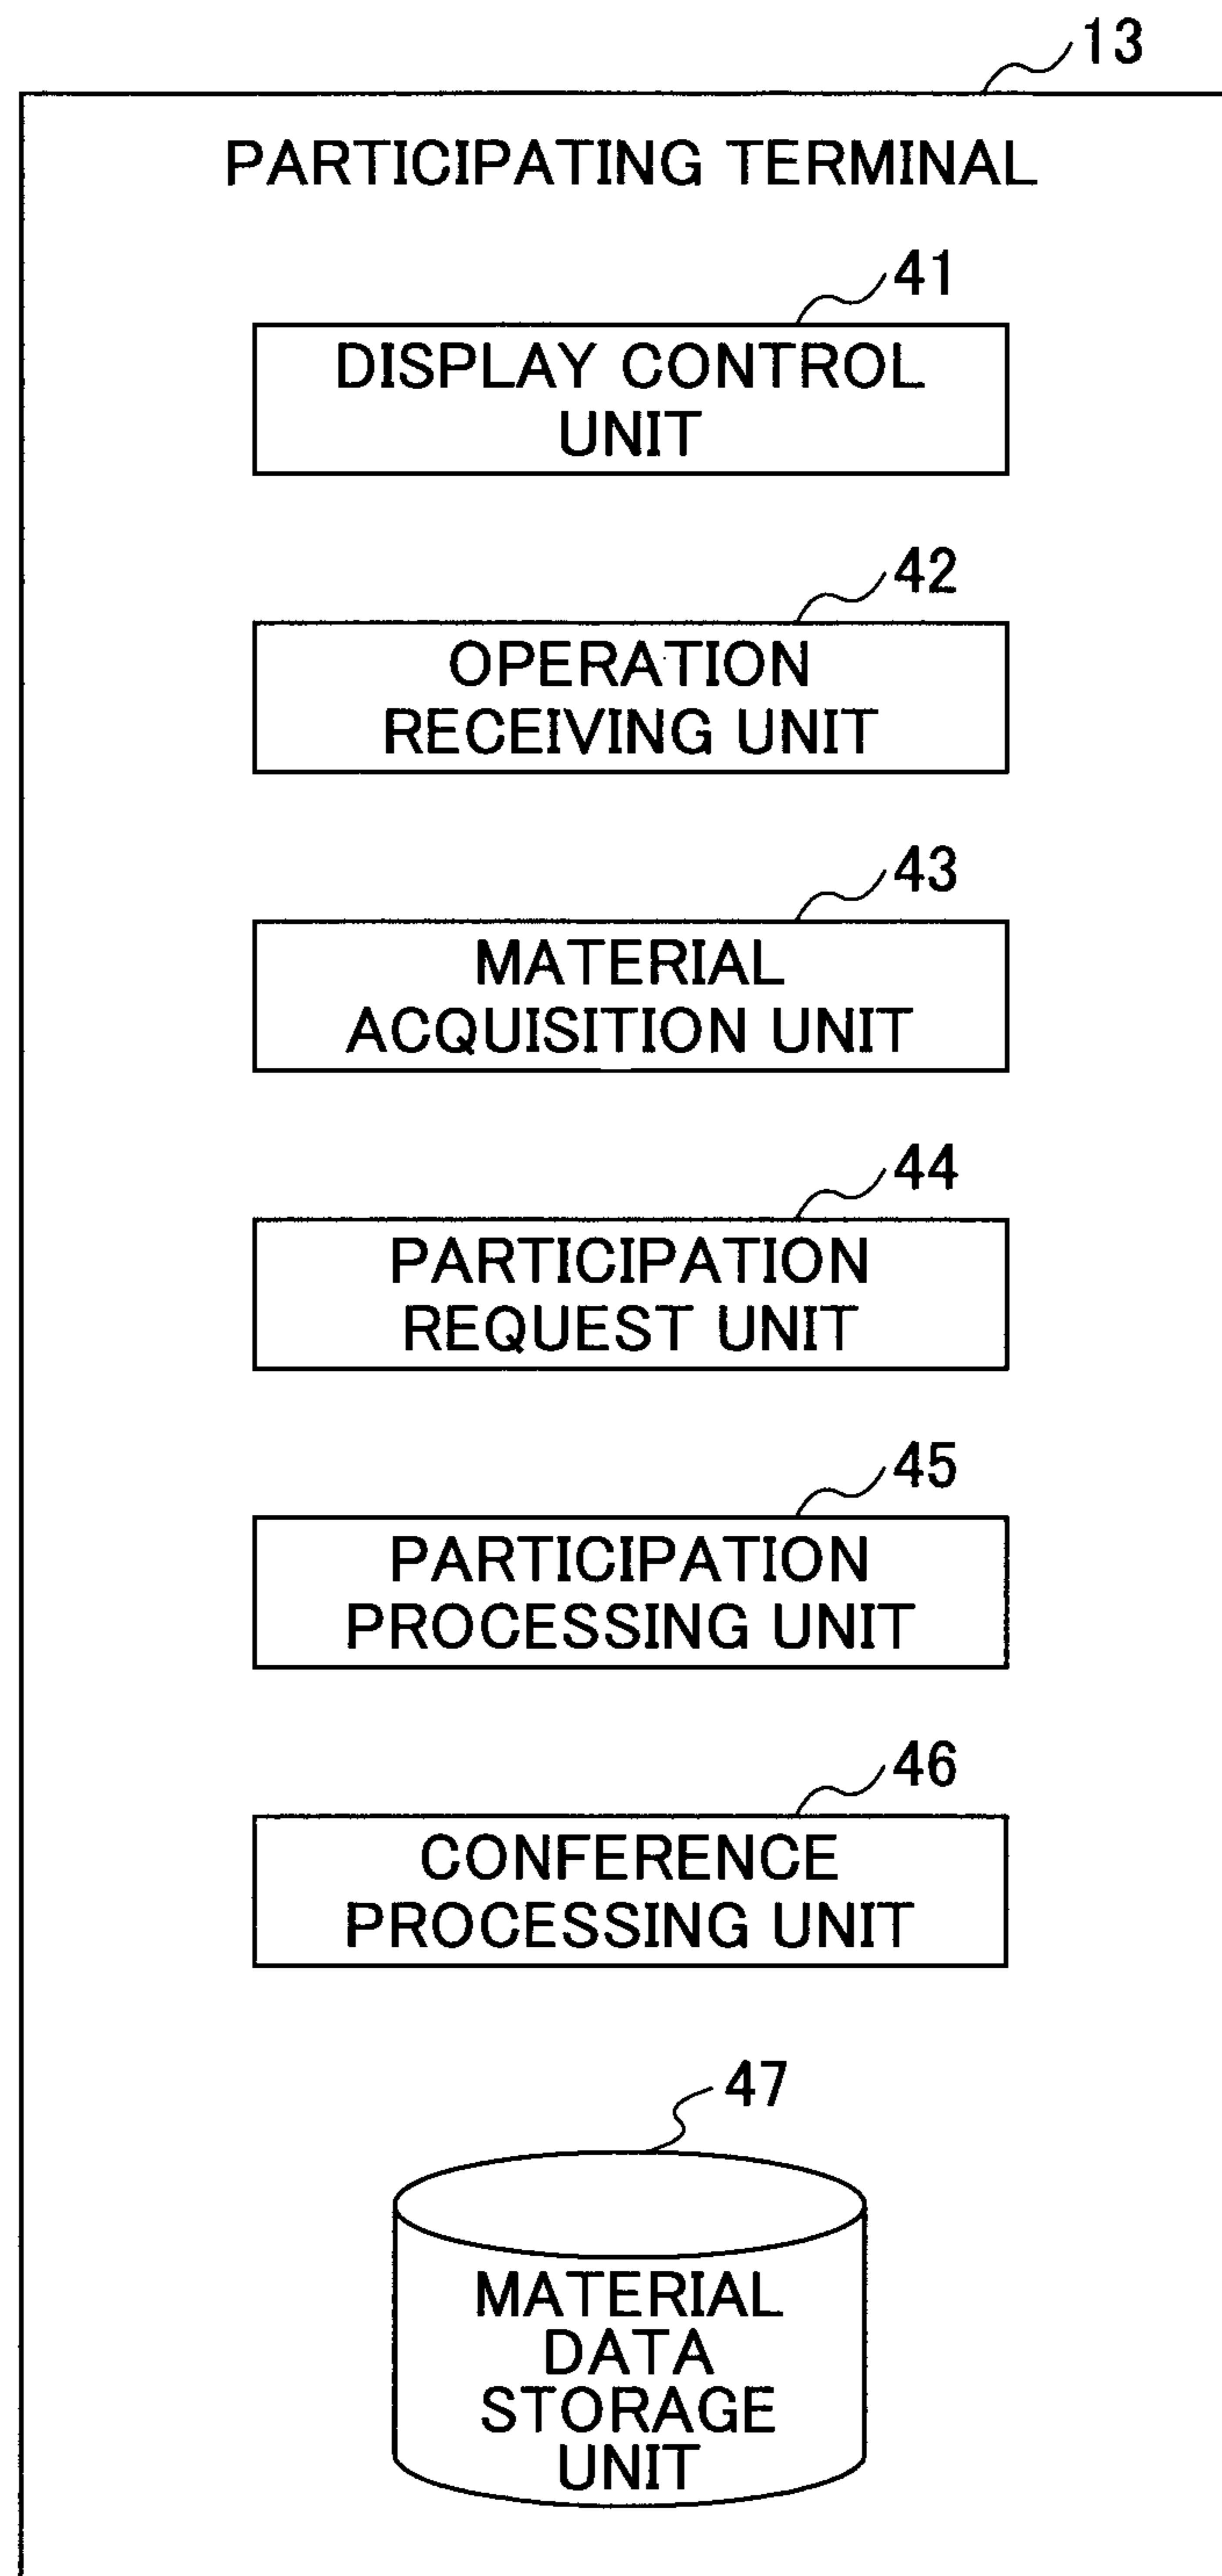 13
PARTICIPATING TERMINAL
41
DISPLAY CONTROL
UNIT
42
OPERATION
RECEIVING UNIT
43
MATERIAL
ACQUISITION UNIT
44
PARTICIPATION
REQUEST UNIT
45
PARTICIPATION
PROCESSING UNIT
46
CONFERENCE
PROCESSING UNIT
47
MATERIAL
DATA
STORAGE
UNIT